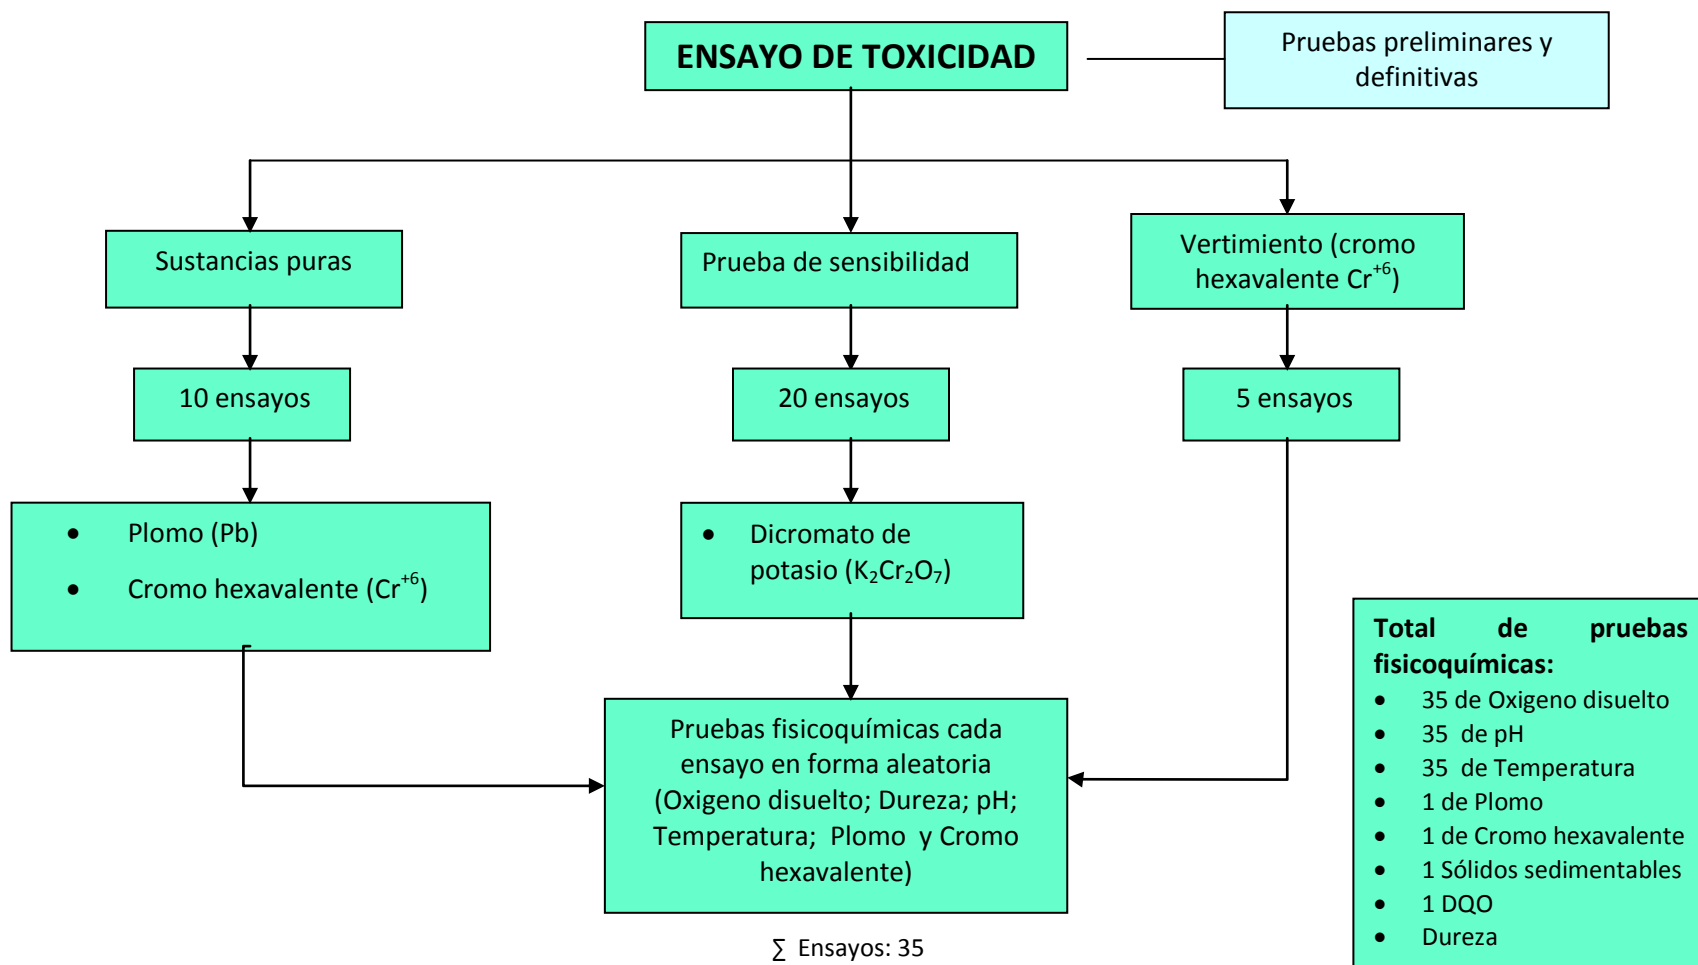 ENSAYO DE TOXICIDAD
Pruebas preliminares y
definitivas
Sustancias puras
Prueba de sensibilidad
Vertimiento (cromo
hexavalente Cr⁺⁶)
10 ensayos
20 ensayos
5 ensayos
• Plomo (Pb)
• Cromo hexavalente (Cr⁺⁶)
• Dicromato de
potasio (K₂Cr₂O₇)
Pruebas fisicoquímicas cada
ensayo en forma aleatoria
(Oxigeno disuelto; Dureza; pH;
Temperatura; Plomo y Cromo
hexavalente)
∑ Ensayos: 35
Total de pruebas
fisicoquímicas:
• 35 de Oxigeno disuelto
• 35 de pH
• 35 de Temperatura
• 1 de Plomo
• 1 de Cromo hexavalente
• 1 Sólidos sedimentables
• 1 DQO
• Dureza